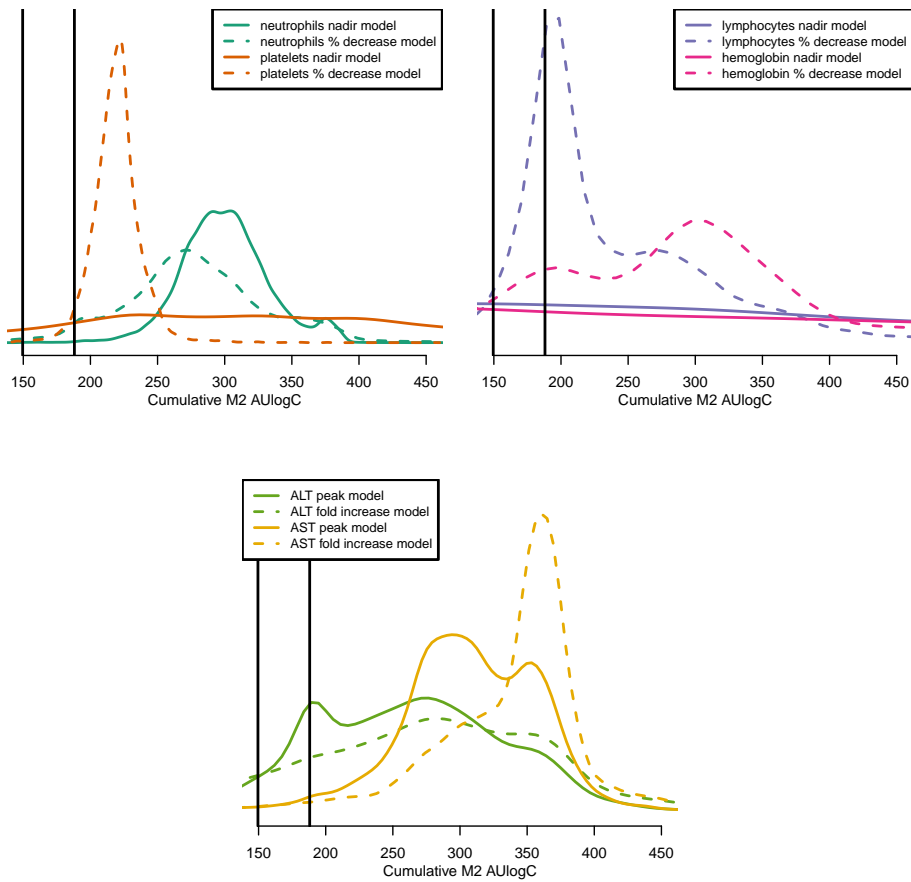 neutrophils nadir model
neutrophils % decrease model
platelets nadir model
platelets % decrease model
150 200 250 300 350 400 450
Cumulative M2 AUlogC
lymphocytes nadir model
lymphocytes % decrease model
hemoglobin nadir model
hemoglobin % decrease model
150 200 250 300 350 400 450
Cumulative M2 AUlogC
ALT peak model
ALT fold increase model
AST peak model
AST fold increase model
150 200 250 300 350 400 450
Cumulative M2 AUlogC